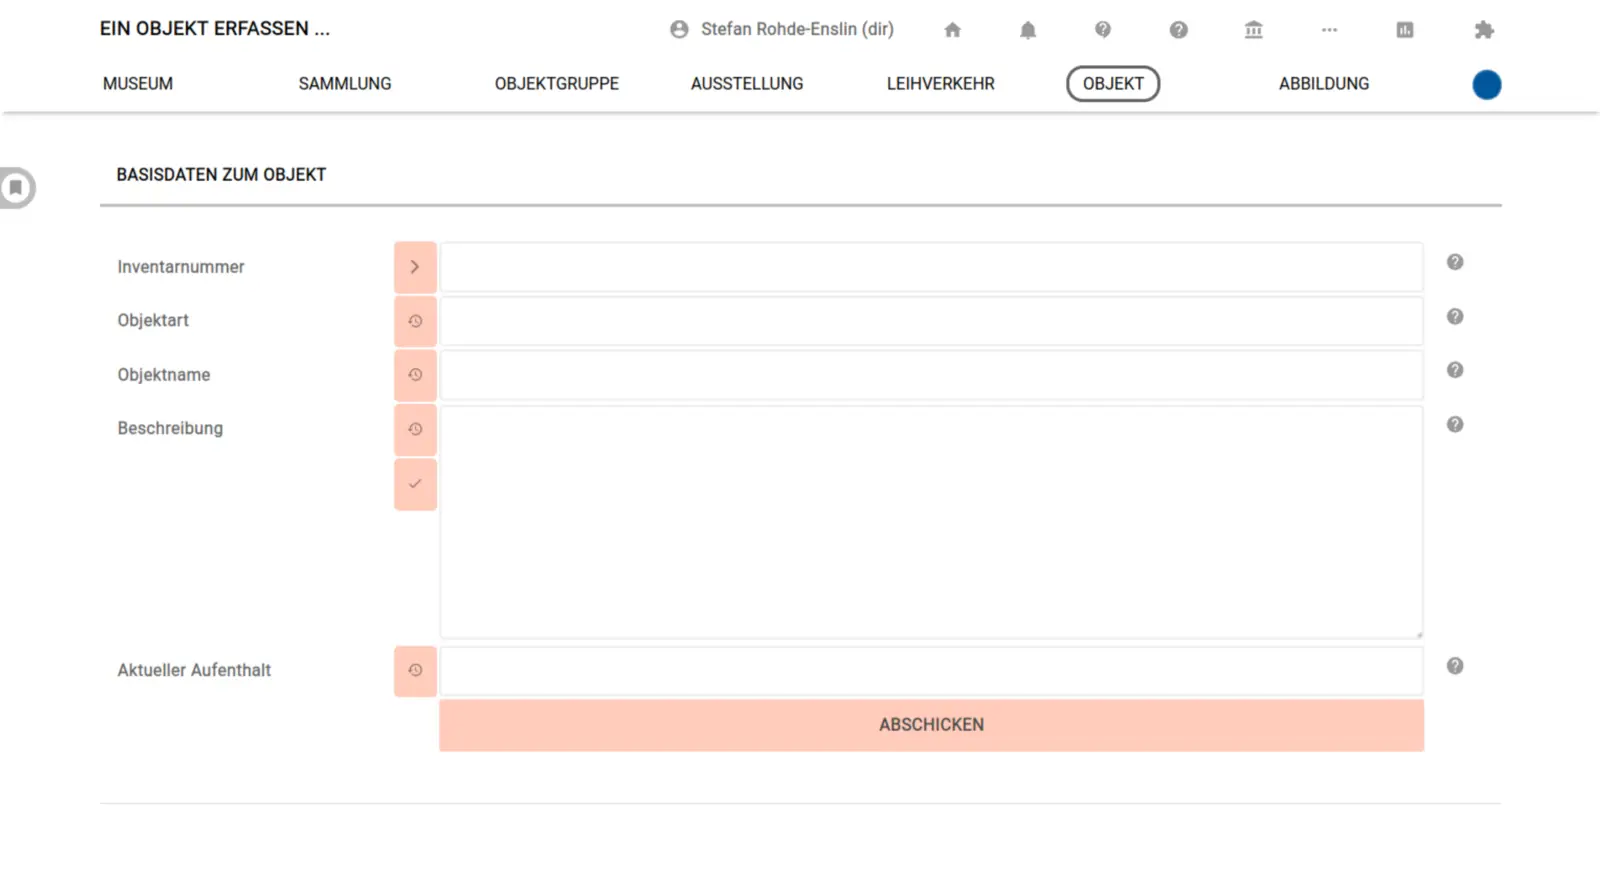 EIN OBJEKT ERFASSEN ...
Stefan Rohde-Enslin (dir)
MUSEUM
SAMMLUNG
OBJEKTGRUPPE
AUSSTELLUNG
LEIHVERKEHR
OBJEKT
ABBILDUNG
BASISDATEN ZUM OBJEKT
Inventarnummer
Objektart
Objektname
Beschreibung
Aktueller Aufenthalt
ABSCHICKEN